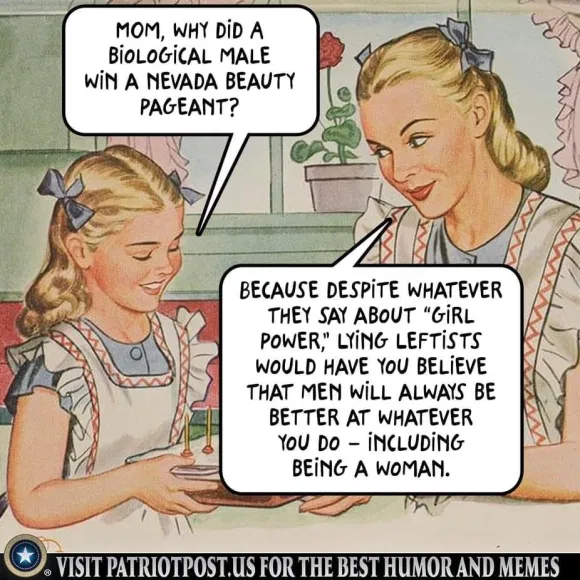 MOM, WHY DID A
BIOLOGICAL MALE
WIN A NEVADA BEAUTY
PAGEANT?
BECAUSE DESPITE WHATEVER
THEY SAY ABOUT "GIRL
POWER," LYING LEFTISTS
WOULD HAVE YOU BELIEVE
THAT MEN WILL ALWAYS BE
BETTER AT WHATEVER
YOU DO – INCLUDING
BEING A WOMAN.
® VISIT PATRIOTPOST.US FOR THE BEST HUMOR AND MEMES